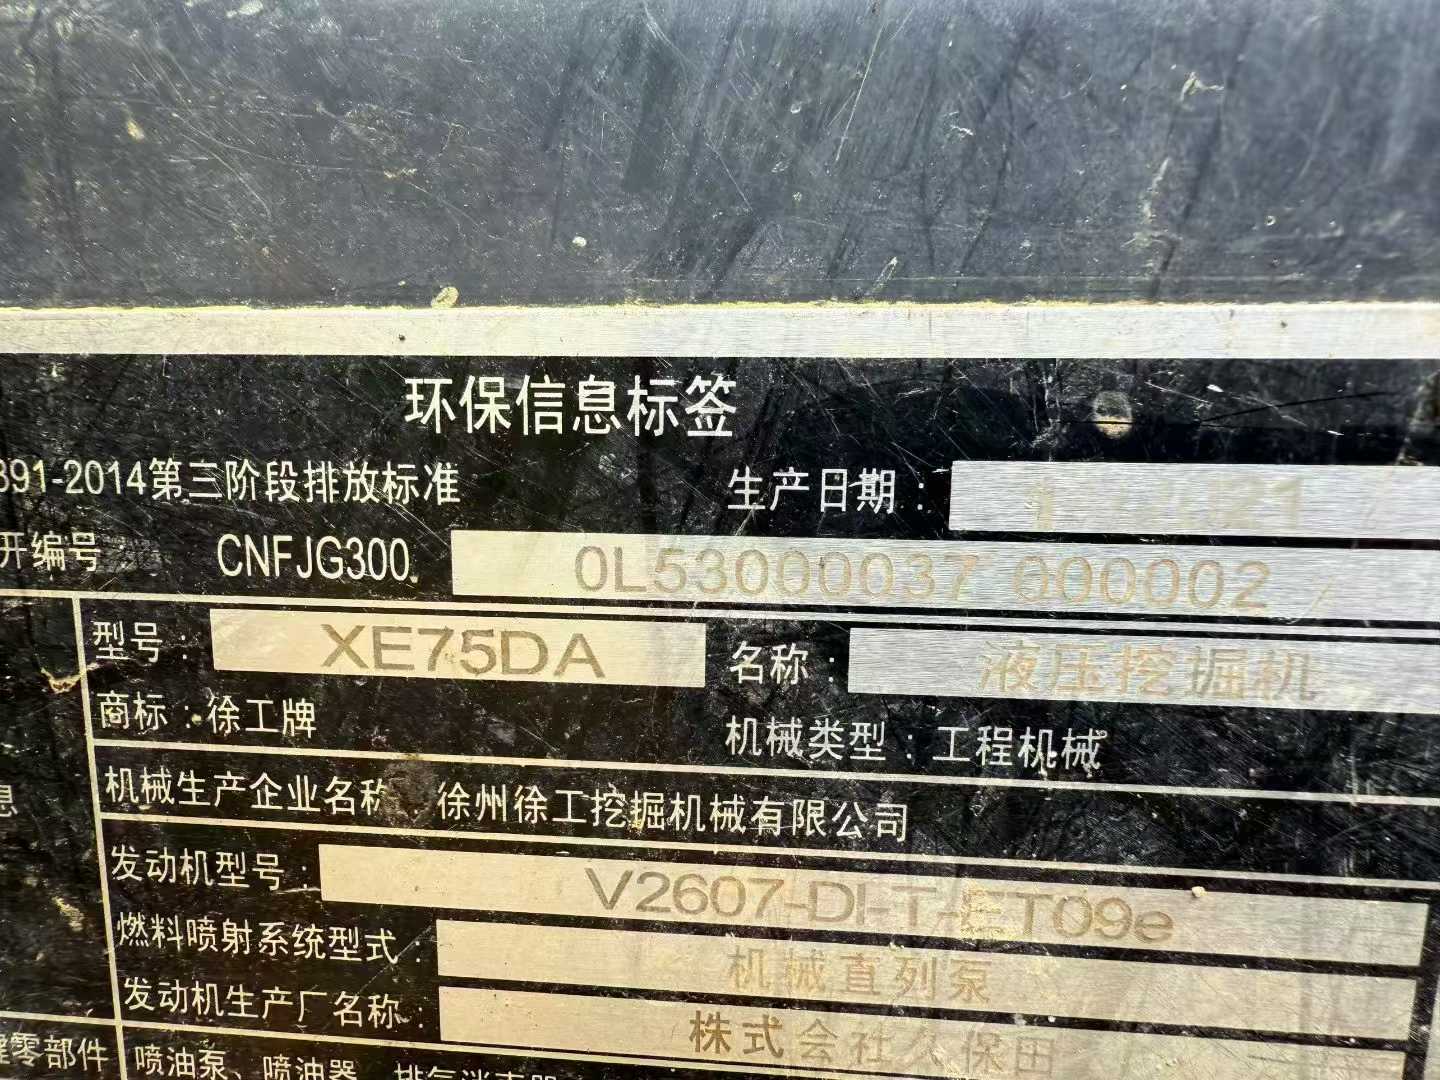 环保信息标签
391-2014第三阶段排放标准 生产日期:
开编号 CNFJG300 0L53000037 000002
型号: XE75DA 名称: 液压挖掘机
商标: 徐工牌 机械类型: 工程机械
息
机械生产企业名称 徐州徐工挖掘机械有限公司
发动机型号: V2607-DI-T-ET09e
燃料喷射系统型式: 机械直列泵
发动机生产厂名称: 株式会社久保田
键零部件 喷油泵、喷油器、排气消声器